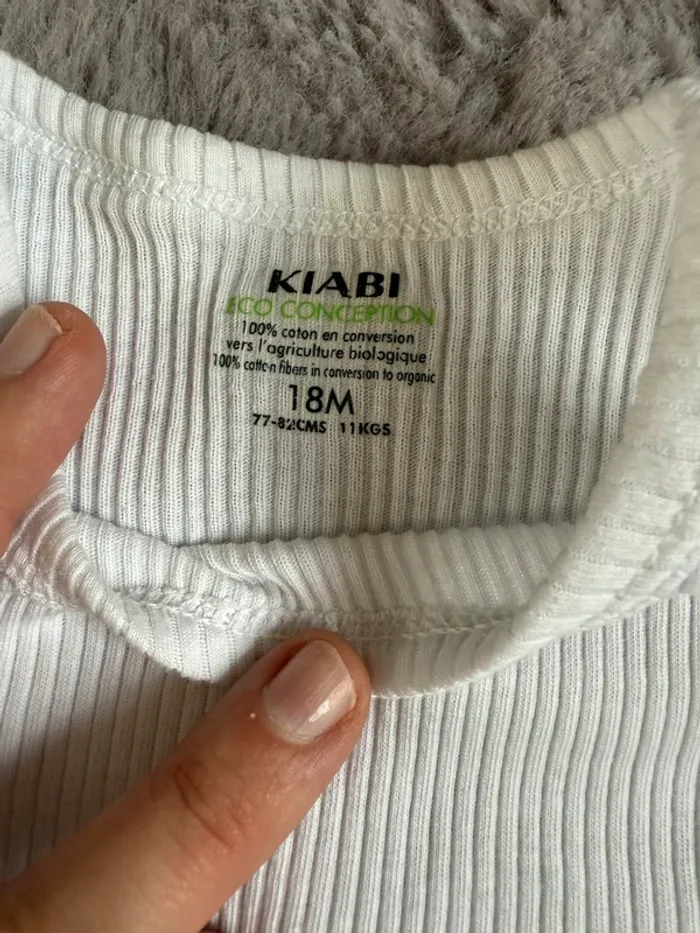 KIABI
ECO CONCEPTION
100% coton en conversion
vers l'agriculture biologique
100% cotton fibers in conversion to organic
18M
77-82CMS 11KGS